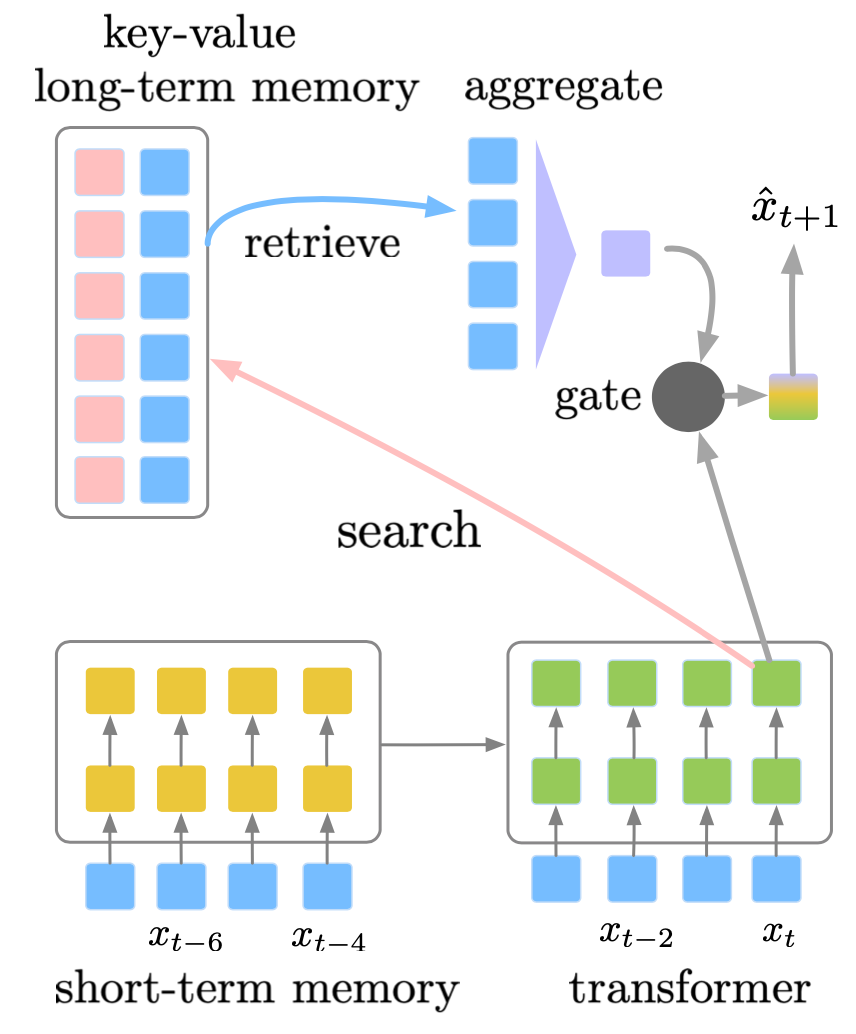 key-value
long-term memory
aggregate
retrieve
x̂_{t+1}
gate
search
x_{t−6}
x_{t−4}
x_{t−2}
x_t
short-term memory
transformer